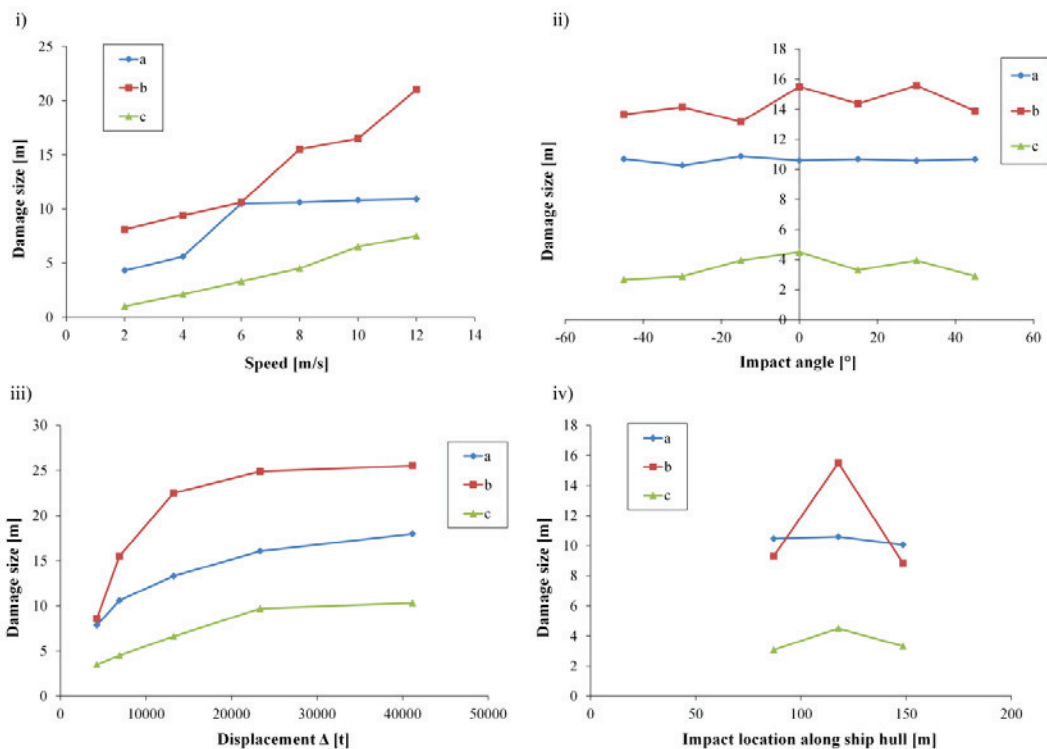 i)
25
20
15
10
5
0
0 2 4 6 8 10 12 14
Damage size [m]
Speed [m/s]
a
b
c
ii)
18
16
14
12
10
8
6
4
2
0
-60 -40 -20 0 20 40 60
Damage size [m]
Impact angle [°]
a
b
c
iii)
30
25
20
15
10
5
0
0 10000 20000 30000 40000 50000
Damage size [m]
Displacement Δ [t]
a
b
c
iv)
18
16
14
12
10
8
6
4
2
0
0 50 100 150 200
Damage size [m]
Impact location along ship hull [m]
a
b
c